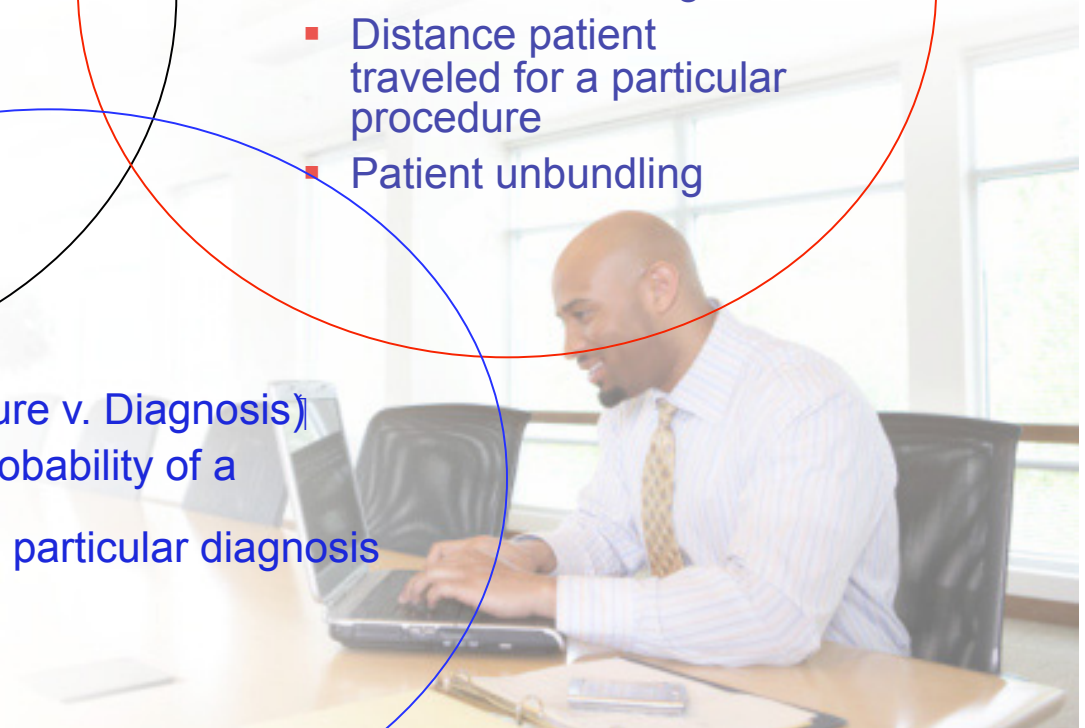 Distance patient
traveled for a particular
procedure
Patient unbundling
ure v. Diagnosis)
obability of a
particular diagnosis